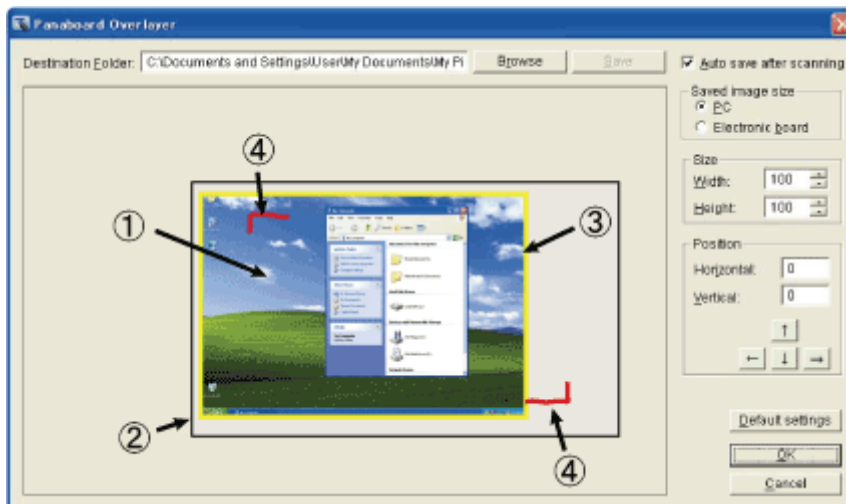 Panaboard Overlayer
Destination Folder: C:\Documents and Settings\User\My Documents\My Pi
Browse
Save
Auto save after scanning
Saved image size
PC
Electronic board
Size
Width: 100
Height: 100
Position
Horizontal: 0
Vertical: 0
↑
← ↓ →
Default settings
OK
Cancel
④
①
③
②
④